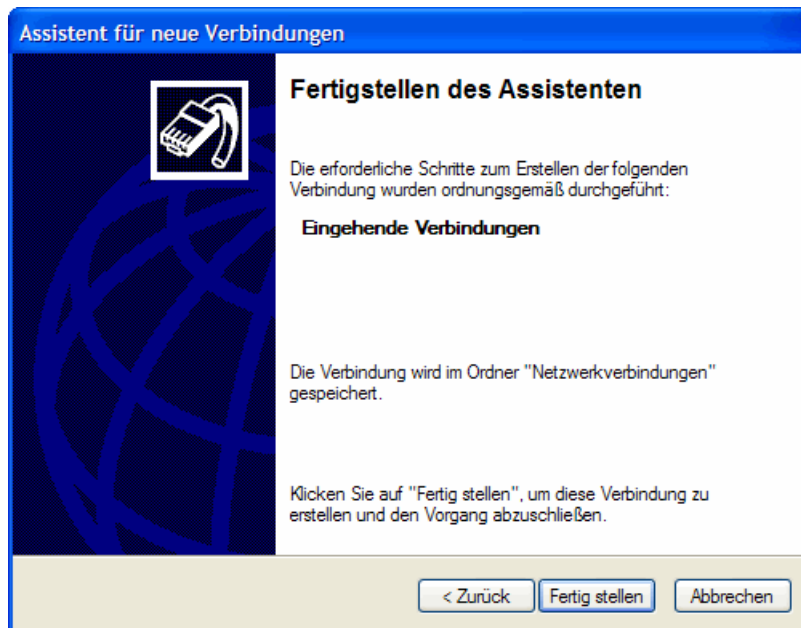 Assistent für neue Verbindungen
Fertigstellen des Assistenten
Die erforderliche Schritte zum Erstellen der folgenden
Verbindung wurden ordnungsgemäß durchgeführt:
Eingehende Verbindungen
Die Verbindung wird im Ordner "Netzwerkverbindungen"
gespeichert.
Klicken Sie auf "Fertig stellen", um diese Verbindung zu
erstellen und den Vorgang abzuschließen.
< Zurück Fertig stellen Abbrechen